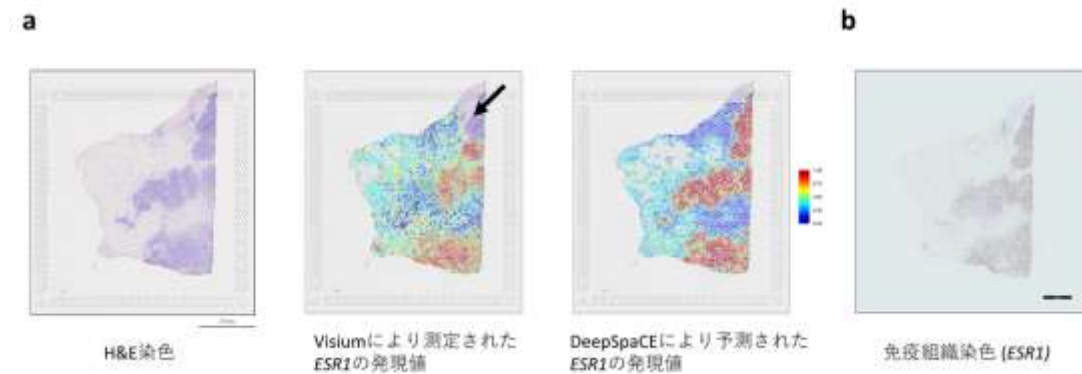 a
b
H&E染色
Visiumにより測定された
ESR1の発現値
DeepSpaCEにより予測された
ESR1の発現値
免疫組織染色 (ESR1)